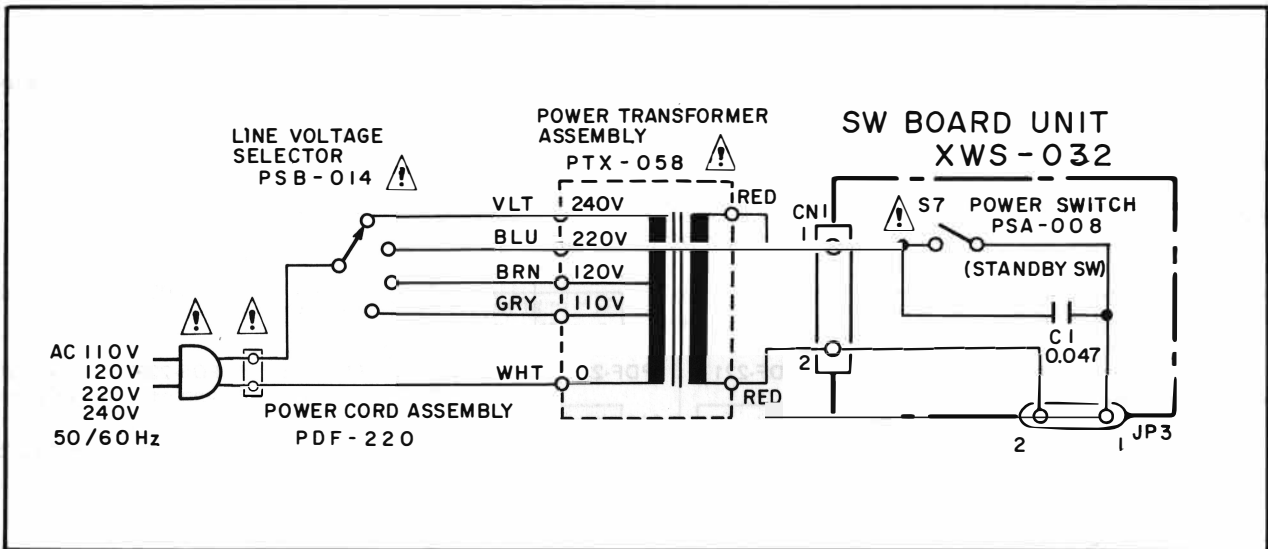 LINE VOLTAGE
SELECTOR
PSB-014
POWER TRANSFORMER
ASSEMBLY
PTX-058
SW BOARD UNIT
XWS-032
VLT 240V
BLU 220V
BRN 120V
GRY 110V
WHT 0
RED
RED
CN1
1
2
S7 POWER SWITCH
PSA-008
(STANDBY SW)
C1
0.047
2 1 JP3
AC 110V
120V
220V
240V
50/60Hz
POWER CORD ASSEMBLY
PDF-220